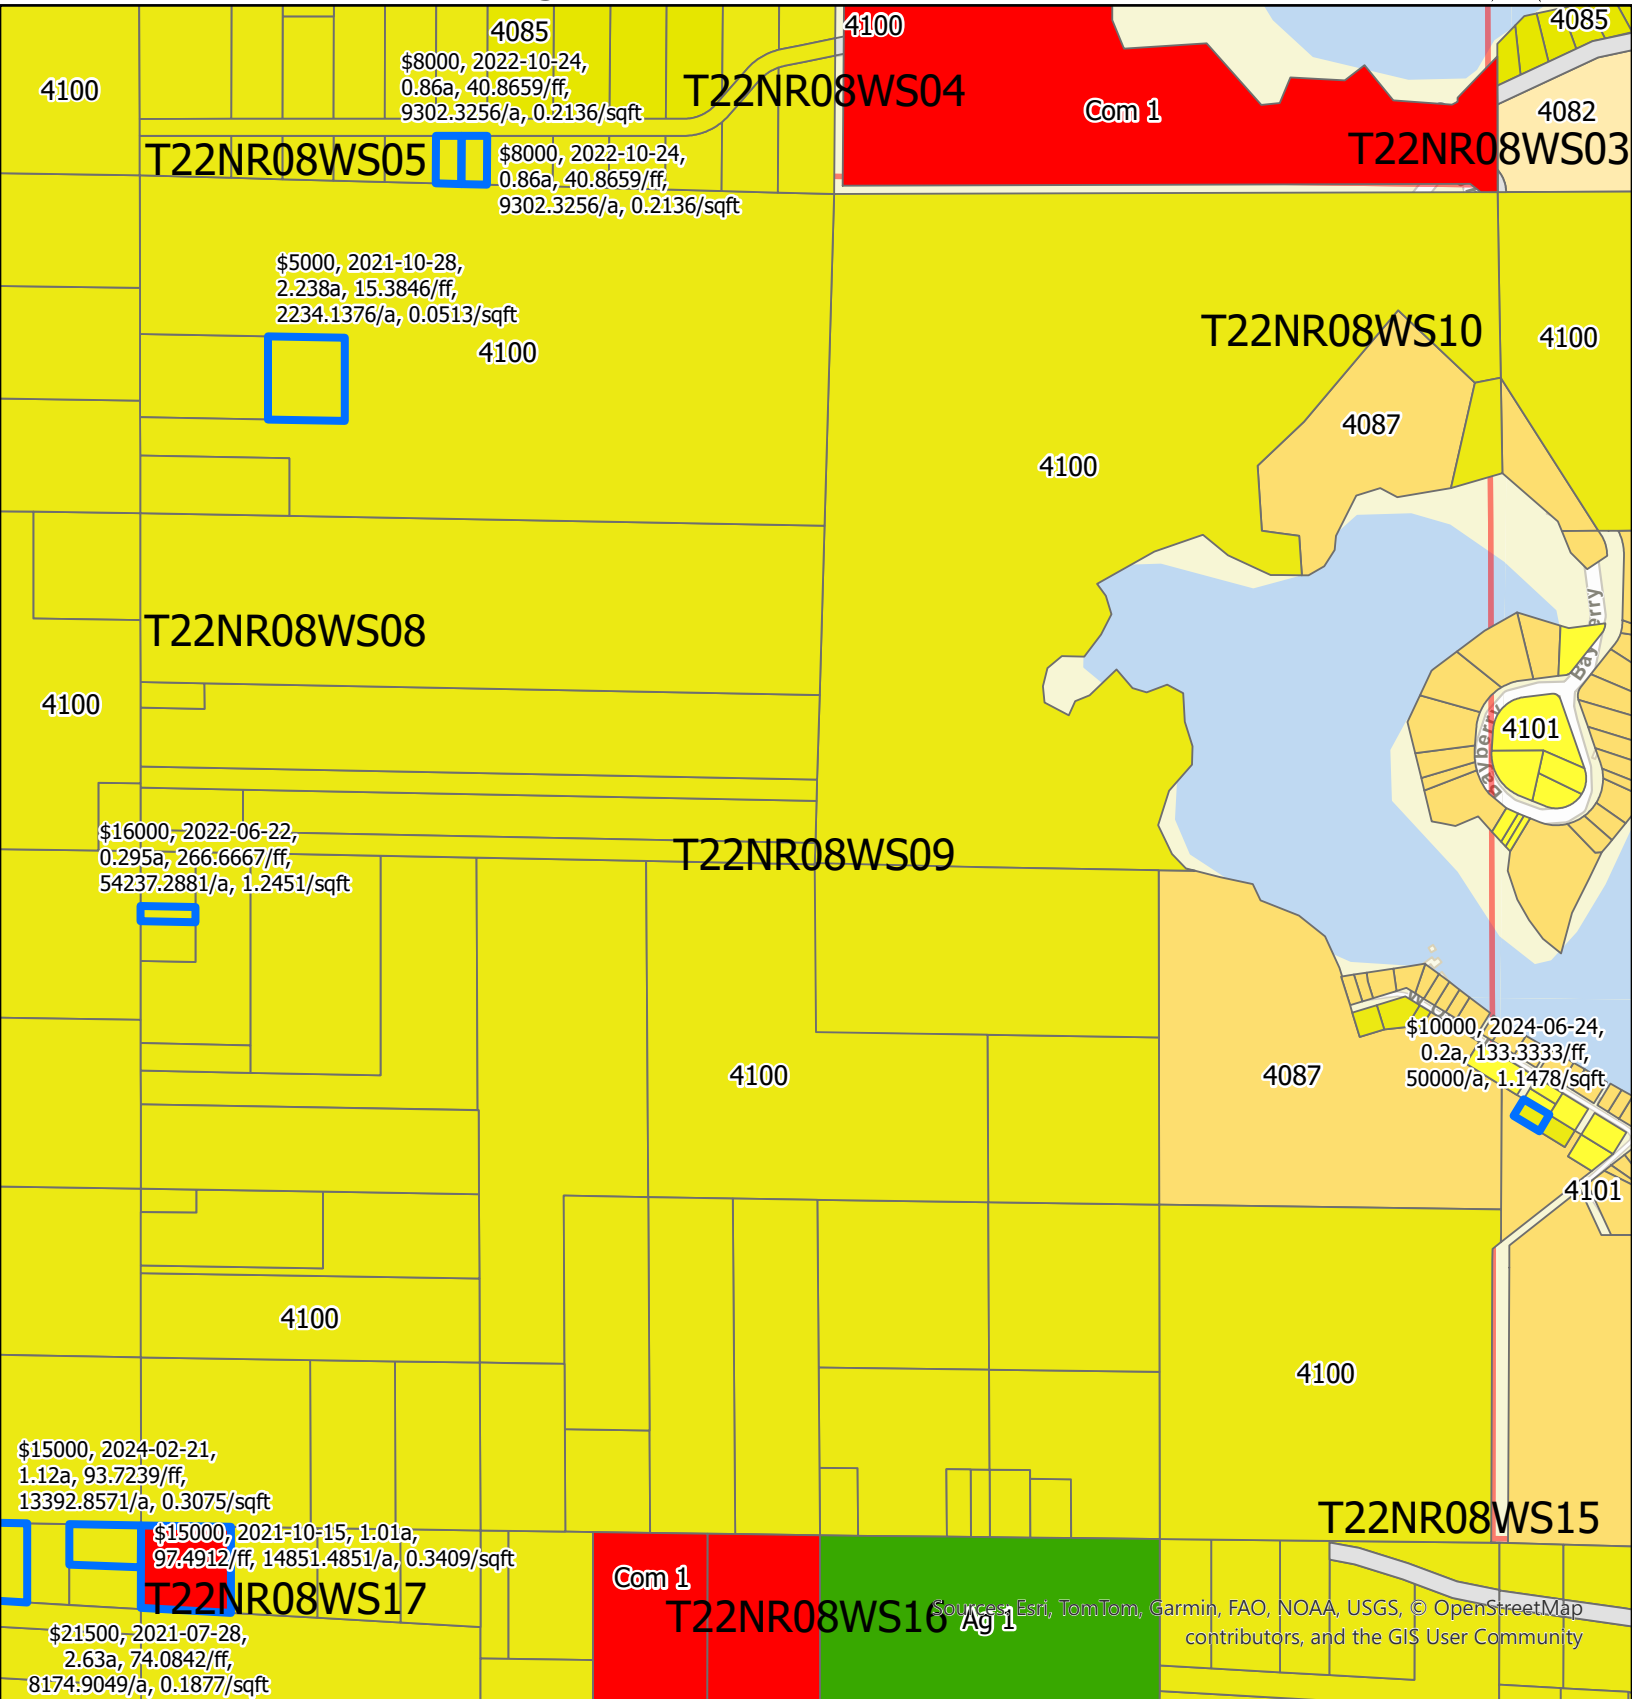 4100
4085
4100
4085
$8000, 2022-10-24,
0.86a, 40.8659/ff,
9302.3256/a, 0.2136/sqft
T22NR08WS04
Com 1
4082
T22NR08WS03
T22NR08WS05
$8000, 2022-10-24,
0.86a, 40.8659/ff,
9302.3256/a, 0.2136/sqft
$5000, 2021-10-28,
2.238a, 15.3846/ff,
2234.1376/a, 0.0513/sqft
4100
T22NR08WS10
4100
4087
4100
T22NR08WS08
4100
Bayberry
4101
Bayberry
$16000, 2022-06-22,
0.295a, 266.6667/ff,
54237.2881/a, 1.2451/sqft
T22NR08WS09
$10000, 2024-06-24,
0.2a, 133.3333/ff,
50000/a, 1.1478/sqft
4100
4087
4101
4100
4100
$15000, 2024-02-21,
1.12a, 93.7239/ff,
13392.8571/a, 0.3075/sqft
$15000, 2021-10-15, 1.01a,
97.4912/ff, 14851.4851/a, 0.3409/sqft
T22NR08WS15
T22NR08WS17
Com 1
T22NR08WS16
Ag 1
$21500, 2021-07-28,
2.63a, 74.0842/ff,
8174.9049/a, 0.1877/sqft
Sources: Esri, TomTom, Garmin, FAO, NOAA, USGS, © OpenStreetMap
contributors, and the GIS User Community